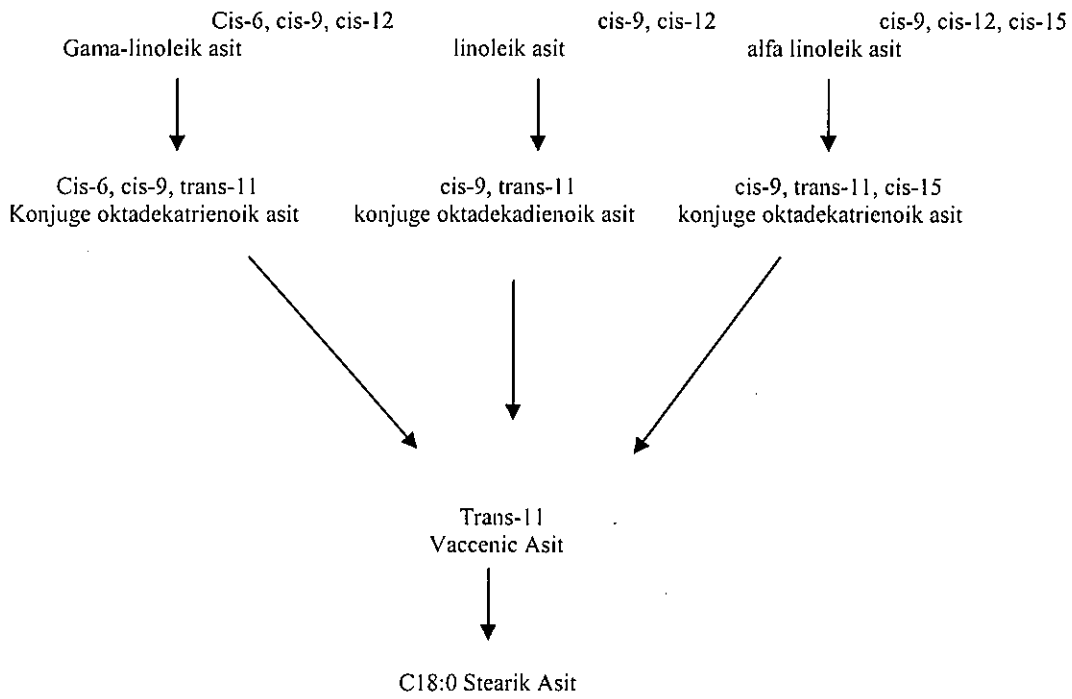 Cis-6, cis-9, cis-12 cis-9, cis-12 cis-9, cis-12, cis-15
Gama-linoleik asit linoleik asit alfa linoleik asit
Cis-6, cis-9, trans-11 cis-9, trans-11 cis-9, trans-11, cis-15
Konjuge oktadekatrienoik asit konjuge oktadekadienoik asit konjuge oktadekatrienoik asit
Trans-11
Vaccenic Asit
C18:0 Stearik Asit